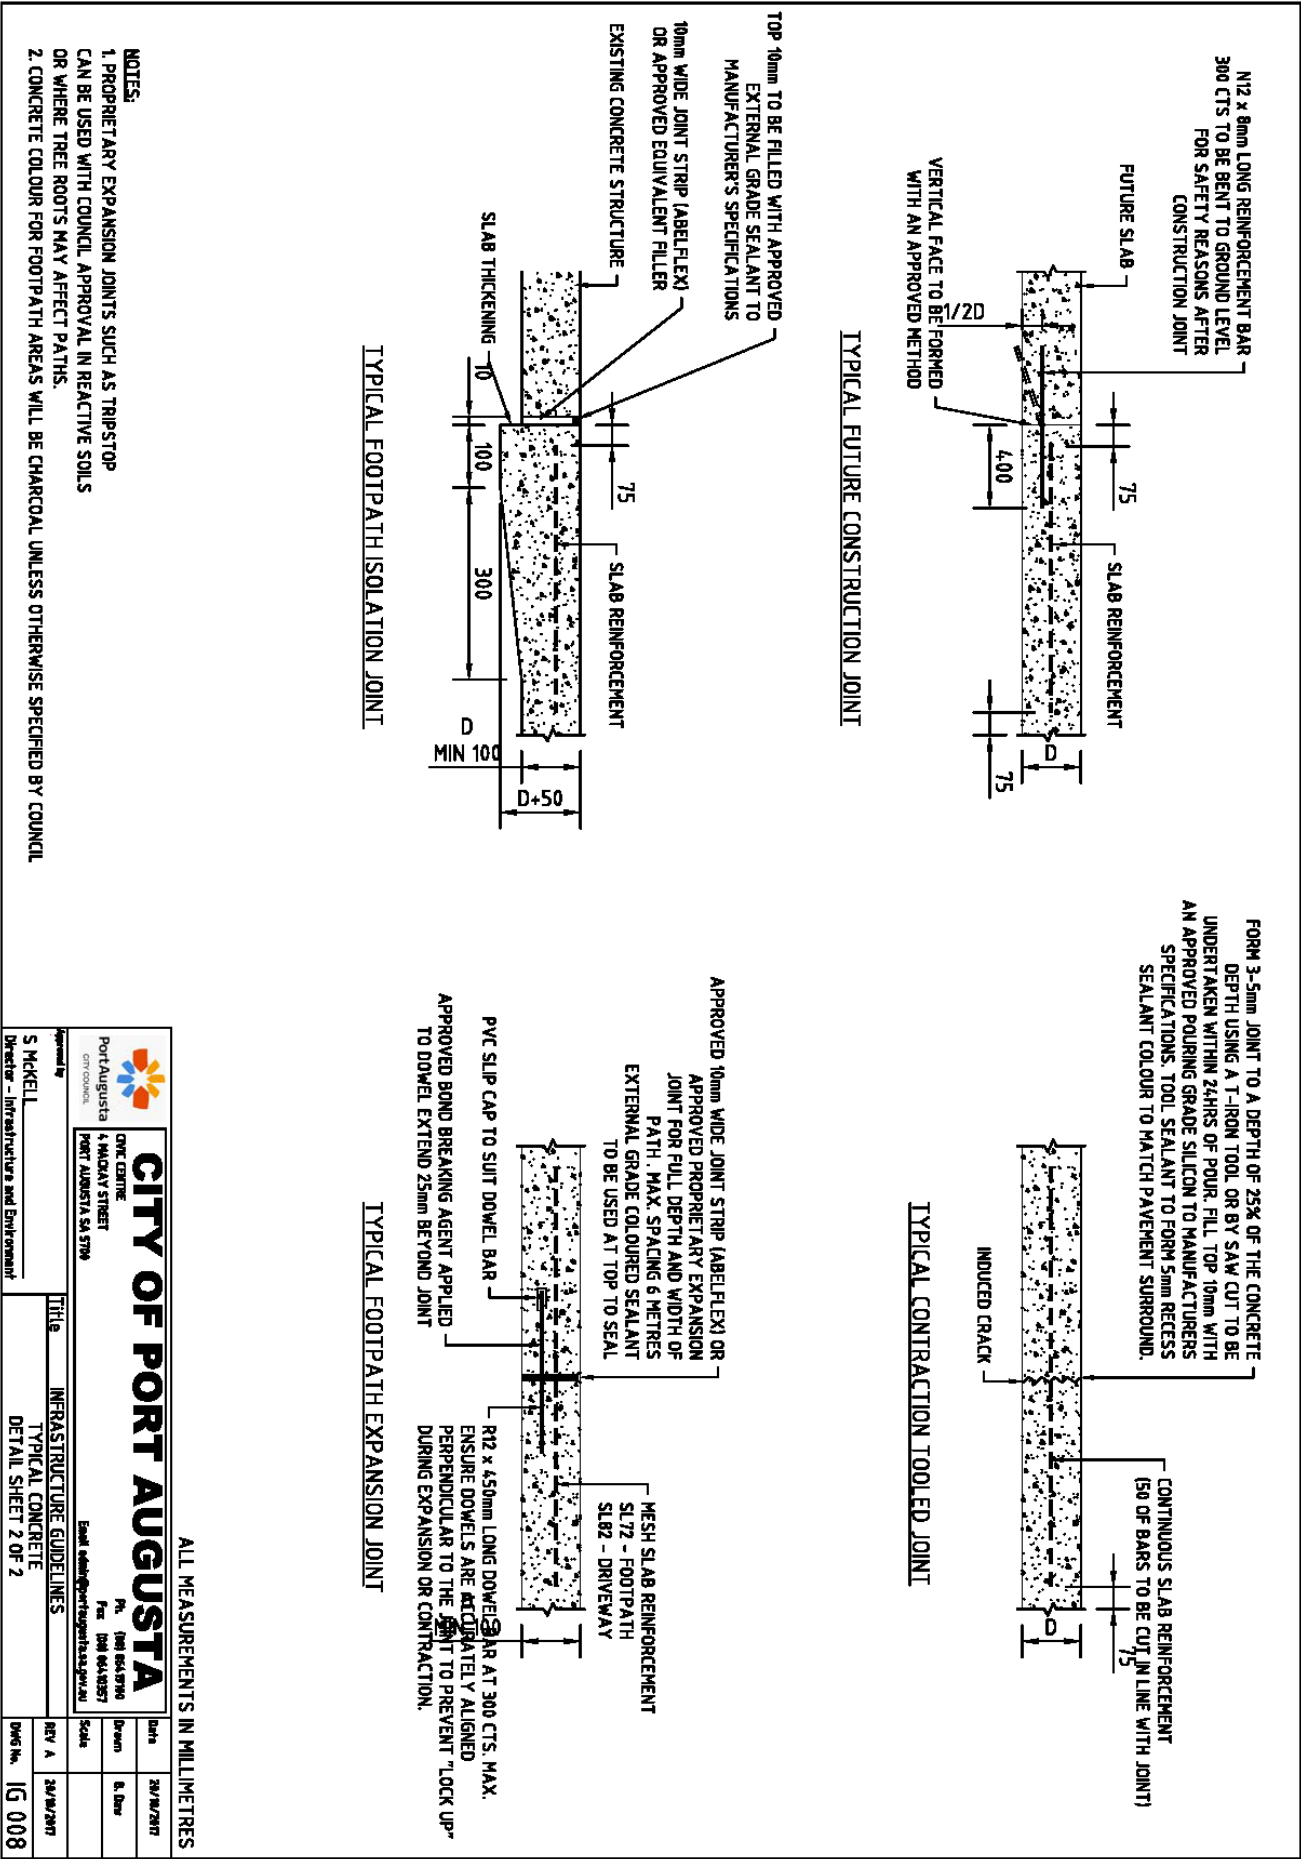 N12 x 8mm LONG REINFORCEMENT BAR
300 CTS TO BE BENT TO GROUND LEVEL
FOR SAFETY REASONS AFTER
CONSTRUCTION JOINT
FUTURE SLAB
75
SLAB REINFORCEMENT
1/2D
400
75
D
VERTICAL FACE TO BE FORMED
WITH AN APPROVED METHOD
TYPICAL FUTURE CONSTRUCTION JOINT
FORM 3-5mm JOINT TO A DEPTH OF 25% OF THE CONCRETE
DEPTH USING A T-IRON TOOL OR BY SAW CUT TO BE
UNDERTAKEN WITHIN 24HRS OF POUR. FILL TOP 10mm WITH
AN APPROVED POURING GRADE SILICON TO MANUFACTURERS
SPECIFICATIONS. TOOL SEALANT TO FORM 5mm RECESS
SEALANT COLOUR TO MATCH PAVEMENT SURROUND.
CONTINUOUS SLAB REINFORCEMENT
(50 OF BARS TO BE CUT IN LINE WITH JOINT)
75
D
INDUCED CRACK
TYPICAL CONTRACTION TOOLED JOINT
TOP 10mm TO BE FILLED WITH APPROVED
EXTERNAL GRADE SEALANT TO
MANUFACTURER'S SPECIFICATIONS
10mm WIDE JOINT STRIP (ABELFLEX)
OR APPROVED EQUIVALENT FILLER
EXISTING CONCRETE STRUCTURE
75
SLAB REINFORCEMENT
SLAB THICKENING
10
100
300
D
MIN 100
D+50
TYPICAL FOOTPATH ISOLATION JOINT
APPROVED 10mm WIDE JOINT STRIP (ABELFLEX) OR
APPROVED PROPRIETARY EXPANSION
JOINT FOR FULL DEPTH AND WIDTH OF
PATH . MAX. SPACING 6 METRES
EXTERNAL GRADE COLOURED SEALANT
TO BE USED AT TOP TO SEAL
MESH SLAB REINFORCEMENT
SL72 - FOOTPATH
SL82 - DRIVEWAY
PVC SLIP CAP TO SUIT DOWEL BAR
APPROVED BOND BREAKING AGENT APPLIED
TO DOWEL EXTEND 25mm BEYOND JOINT
R12 x 450mm LONG DOWEL BAR AT 300 CTS. MAX.
ENSURE DOWELS ARE ACCURATELY ALIGNED
PERPENDICULAR TO THE JOINT TO PREVENT "LOCK UP"
DURING EXPANSION OR CONTRACTION.
TYPICAL FOOTPATH EXPANSION JOINT
NOTES:
1. PROPRIETARY EXPANSION JOINTS SUCH AS TRIPSTOP
CAN BE USED WITH COUNCIL APPROVAL IN REACTIVE SOILS
OR WHERE TREE ROOTS MAY AFFECT PATHS.
2. CONCRETE COLOUR FOR FOOTPATH AREAS WILL BE CHARCOAL UNLESS OTHERWISE SPECIFIED BY COUNCIL
ALL MEASUREMENTS IN MILLIMETRES
Port Augusta
CITY COUNCIL
CITY OF PORT AUGUSTA
CIVIC CENTRE
4 MACKAY STREET
PORT AUGUSTA SA 5700
Ph.
Fax
Date
Drawn
Scale
Approved by
S McKELL
Director - Infrastructure and Environment
Title
INFRASTRUCTURE GUIDELINES
TYPICAL CONCRETE
DETAIL SHEET 2 OF 2
REV A
DWG No. IG 008